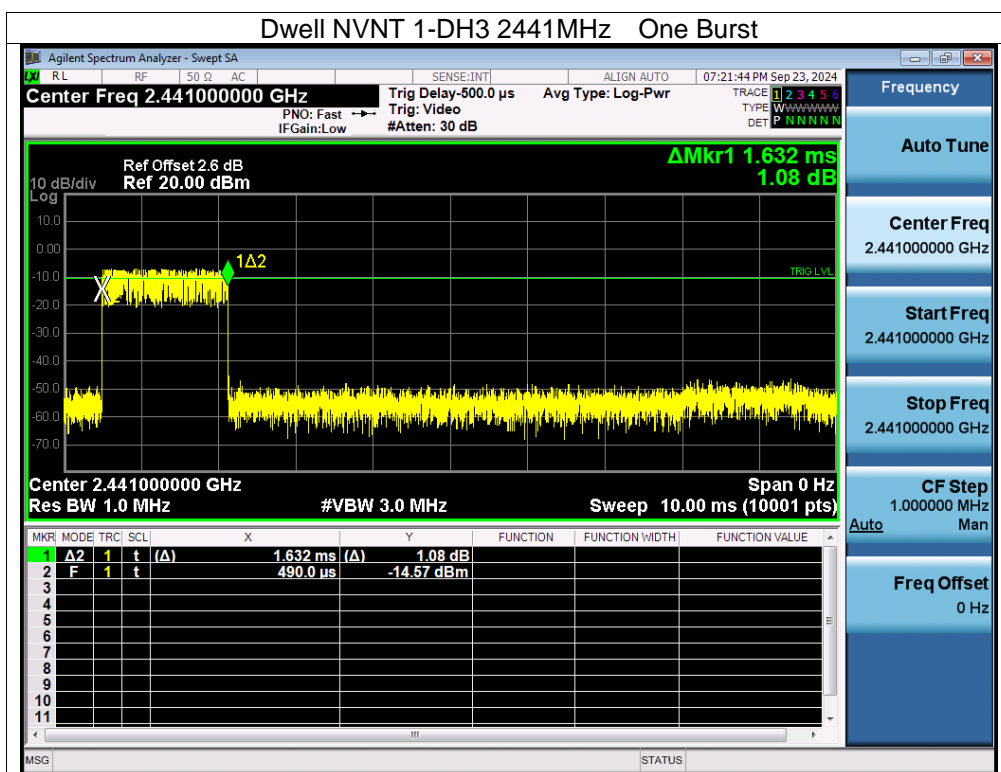 Dwell NVNT 1-DH3 2441MHz One Burst
Agilent Spectrum Analyzer - Swept SA
LXI RL RF 50 Ω AC SENSE:INT ALIGN AUTO 07:21:44 PM Sep 23, 2024
Center Freq 2.441000000 GHz
PNO: Fast
IFGain:Low
Trig Delay-500.0 µs
Trig: Video
#Atten: 30 dB
Avg Type: Log-Pwr
TRACE 1 2 3 4 5 6
TYPE WWWWWW
DET P N N N N N
ΔMkr1 1.632 ms
1.08 dB
Ref Offset 2.6 dB
10 dB/div Ref 20.00 dBm
Log
10.0
0.00
-10.0
-20.0
-30.0
-40.0
-50.0
-60.0
-70.0
1Δ2
TRIG LVL
X
Center 2.441000000 GHz Span 0 Hz
Res BW 1.0 MHz #VBW 3.0 MHz Sweep 10.00 ms (10001 pts)
MKR MODE TRC SCL X Y FUNCTION FUNCTION WIDTH FUNCTION VALUE
1 Δ2 1 t (Δ) 1.632 ms (Δ) 1.08 dB
2 F 1 t 490.0 µs -14.57 dBm
3
4
5
6
7
8
9
10
11
MSG STATUS
Frequency
Auto Tune
Center Freq
2.441000000 GHz
Start Freq
2.441000000 GHz
Stop Freq
2.441000000 GHz
CF Step
1.000000 MHz
Auto Man
Freq Offset
0 Hz